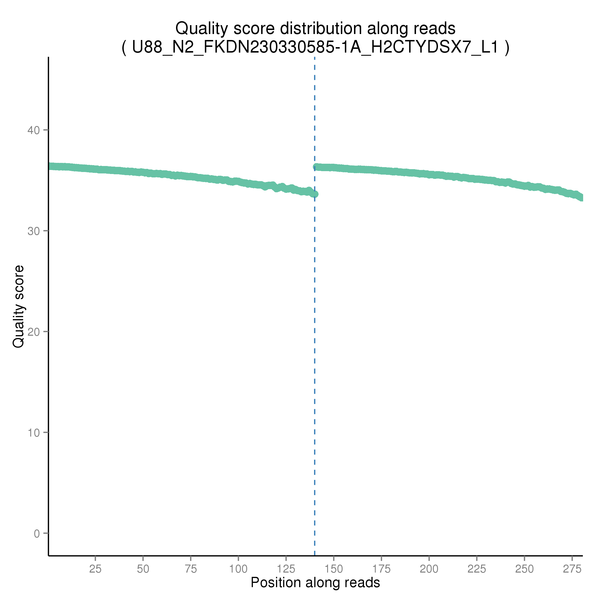 Quality score distribution along reads
( U88_N2_FKDN230330585-1A_H2CTYDSX7_L1 )
Quality score
40
30
20
10
0
25 50 75 100 125 150 175 200 225 250 275
Position along reads